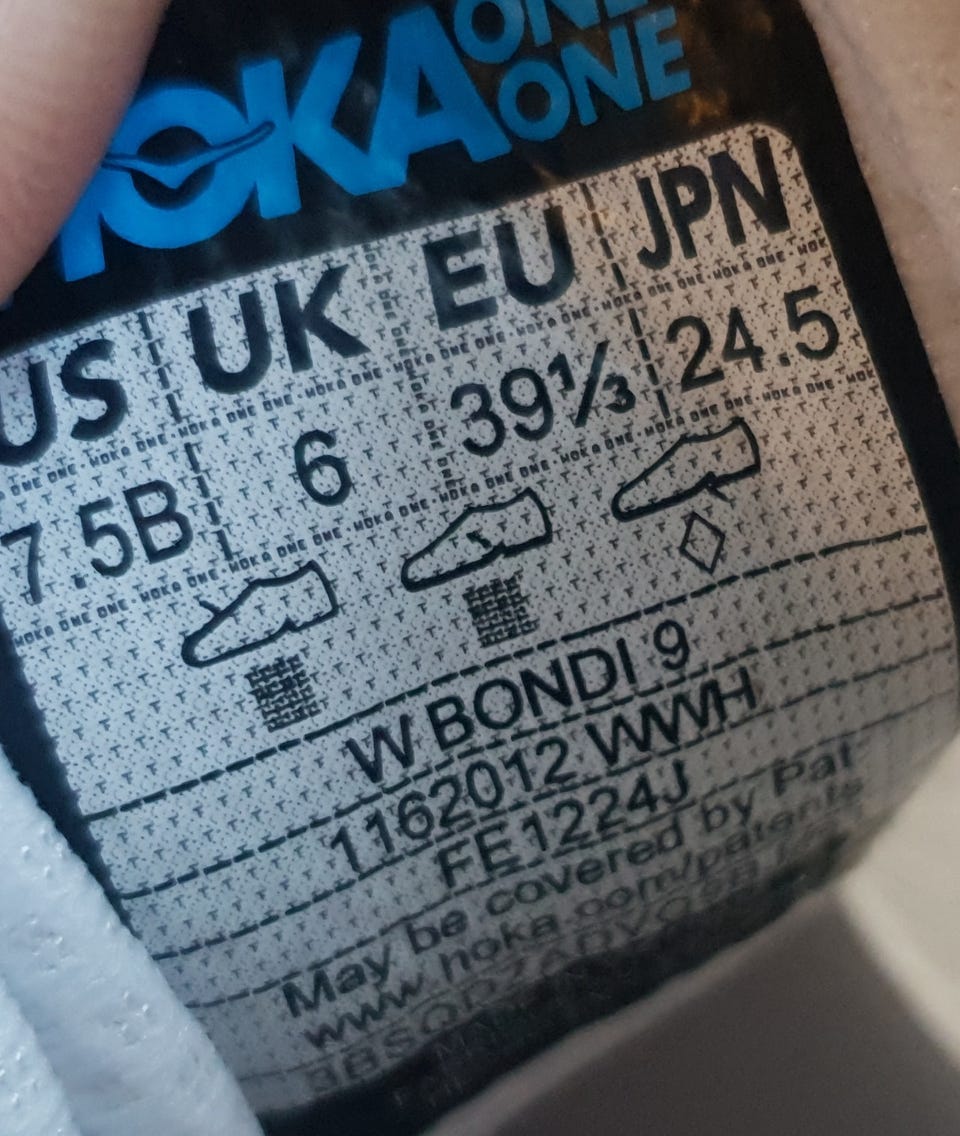 HOKA ONE ONE
US UK EU JPN
7.5B 6 39⅓ 24.5
W BONDI 9
1162012 WWH
FE1224J
May be covered by Pat
www.hoka.com/patents